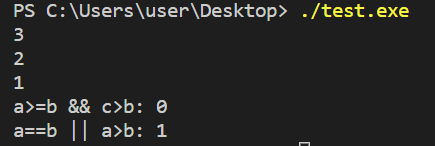 PS C:\Users\user\Desktop> ./test.exe
3
2
1
a>=b && c>b: 0
a==b || a>b: 1